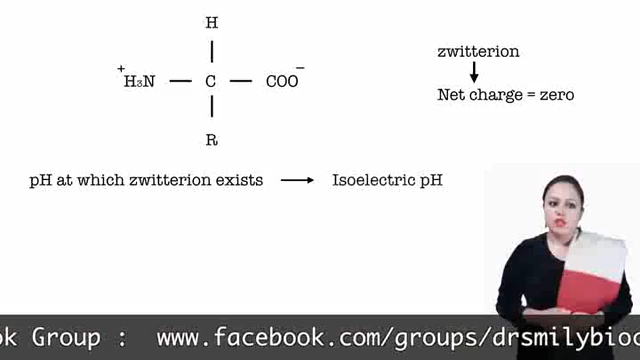 H
zwitterion
+
H₃N — C — COO⁻
Net charge = zero
R
pH at which zwitterion exists → Isoelectric pH
ok Group : www.facebook.com/groups/drsmilybioc